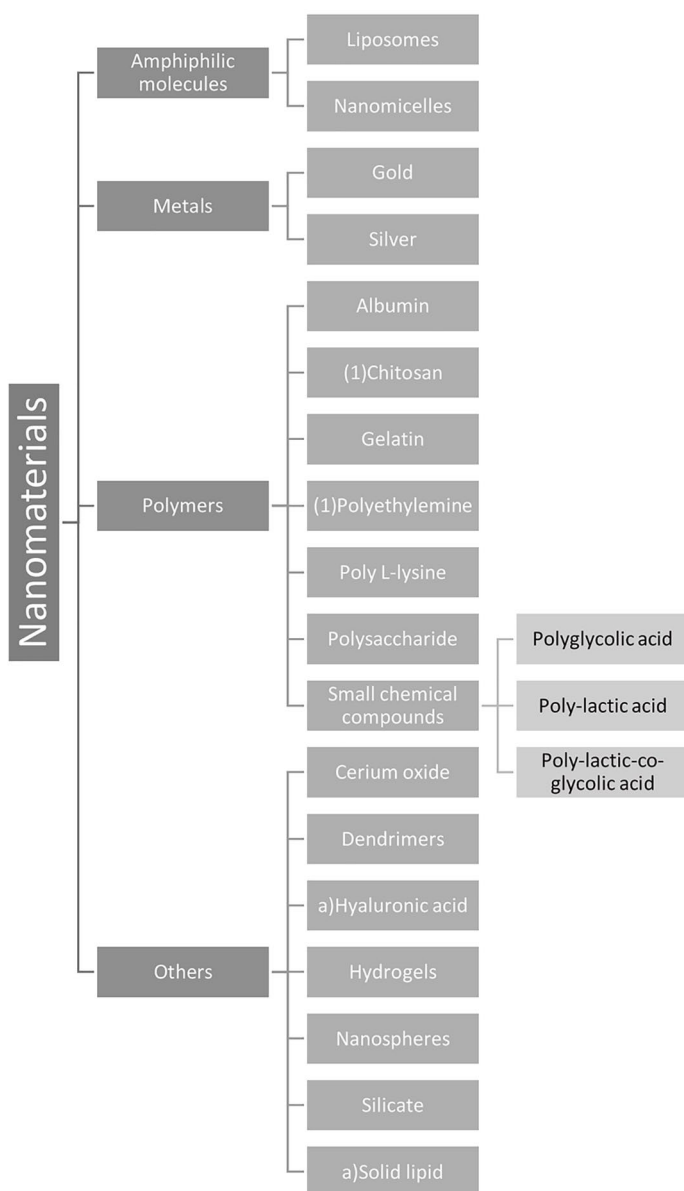 Nanomaterials
Amphiphilic
molecules
Liposomes
Nanomicelles
Metals
Gold
Silver
Polymers
Albumin
(1)Chitosan
Gelatin
(1)Polyethylemine
Poly L-lysine
Polysaccharide
Small chemical
compounds
Polyglycolic acid
Poly-lactic acid
Poly-lactic-co-
glycolic acid
Others
Cerium oxide
Dendrimers
a)Hyaluronic acid
Hydrogels
Nanospheres
Silicate
a)Solid lipid